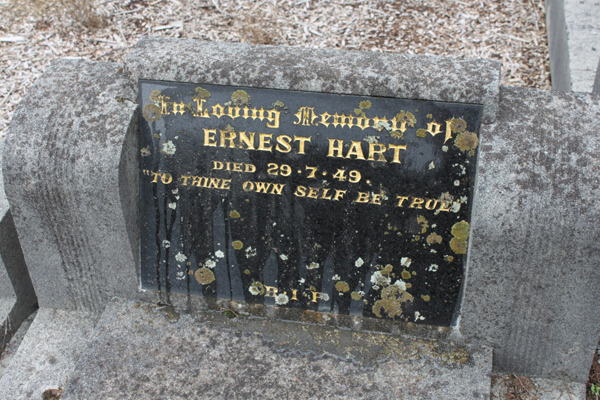 In Loving Memory of
ERNEST HART
DIED 29·7·49.
"TO THINE OWN SELF BE TRUE
R·I·P